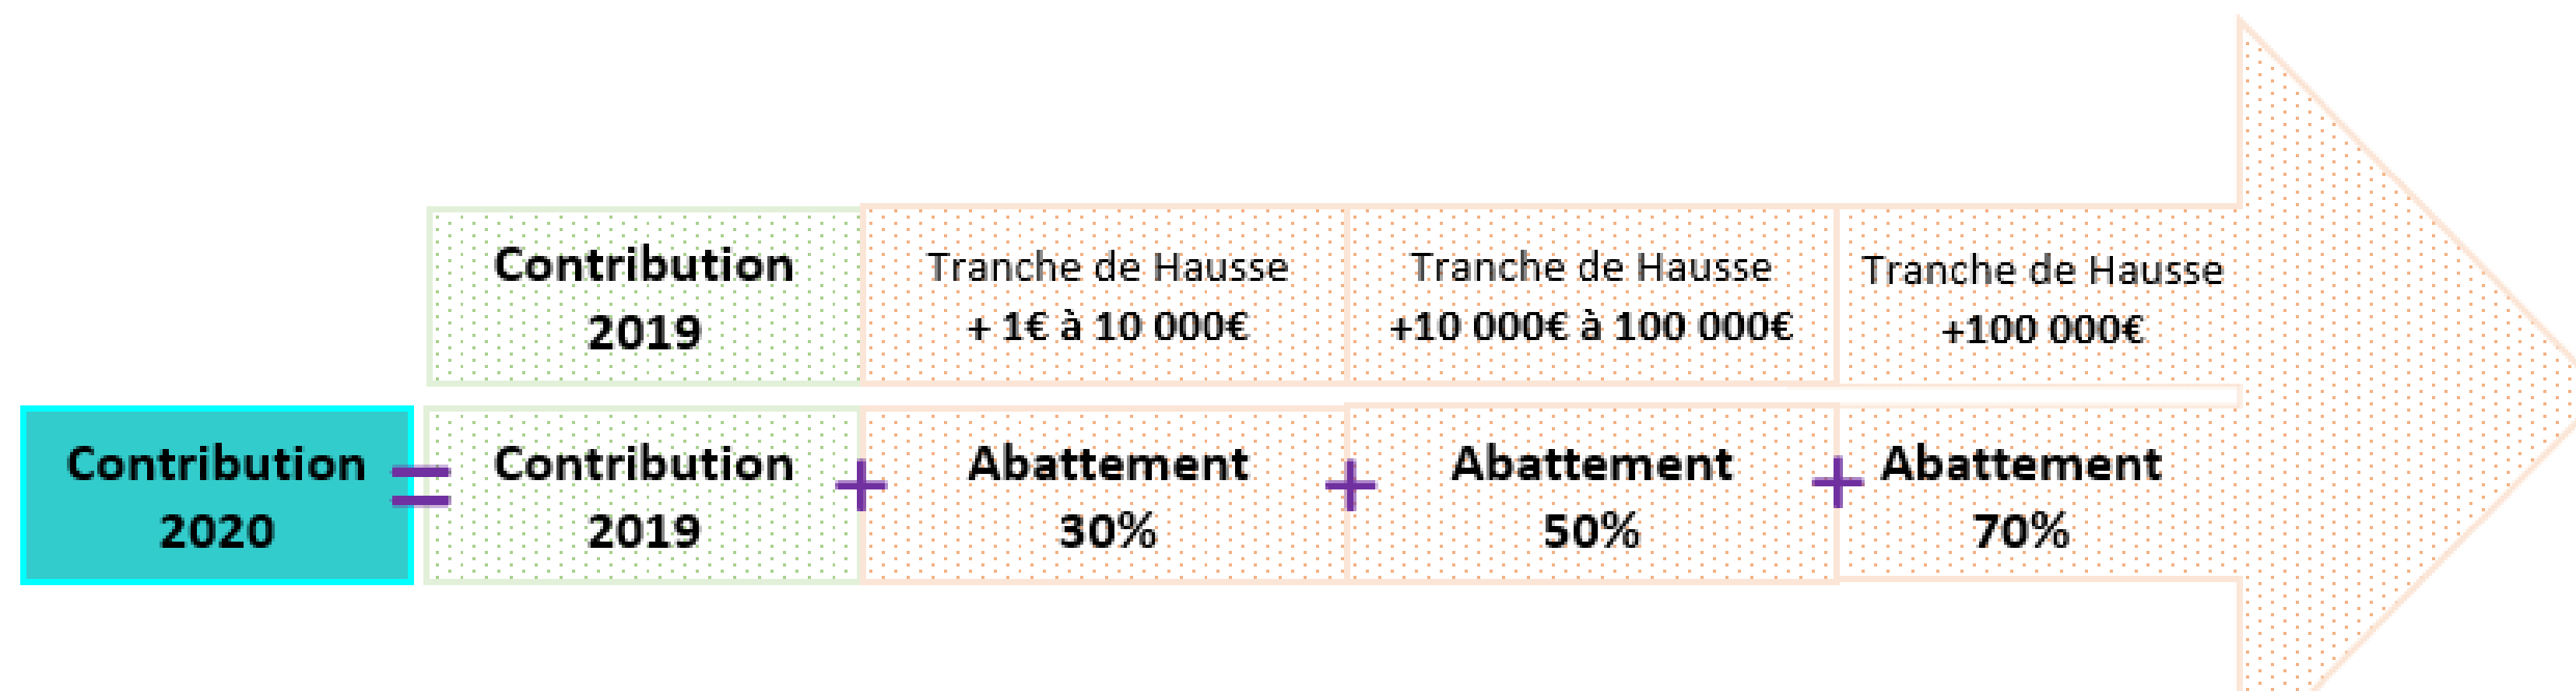 Contribution
2019
Tranche de Hausse
+ 1€ à 10 000€
Tranche de Hausse
+10 000€ à 100 000€
Tranche de Hausse
+100 000€
Contribution
2020
=
Contribution
2019
+
Abattement
30%
+
Abattement
50%
+
Abattement
70%